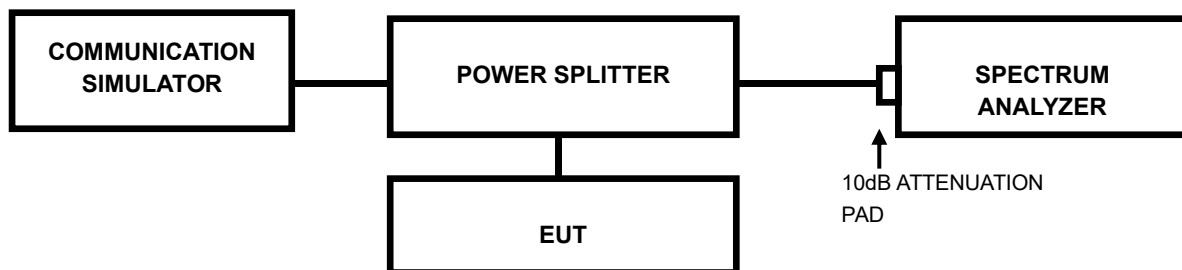 COMMUNICATION
SIMULATOR
POWER SPLITTER
SPECTRUM
ANALYZER
10dB ATTENUATION
PAD
EUT